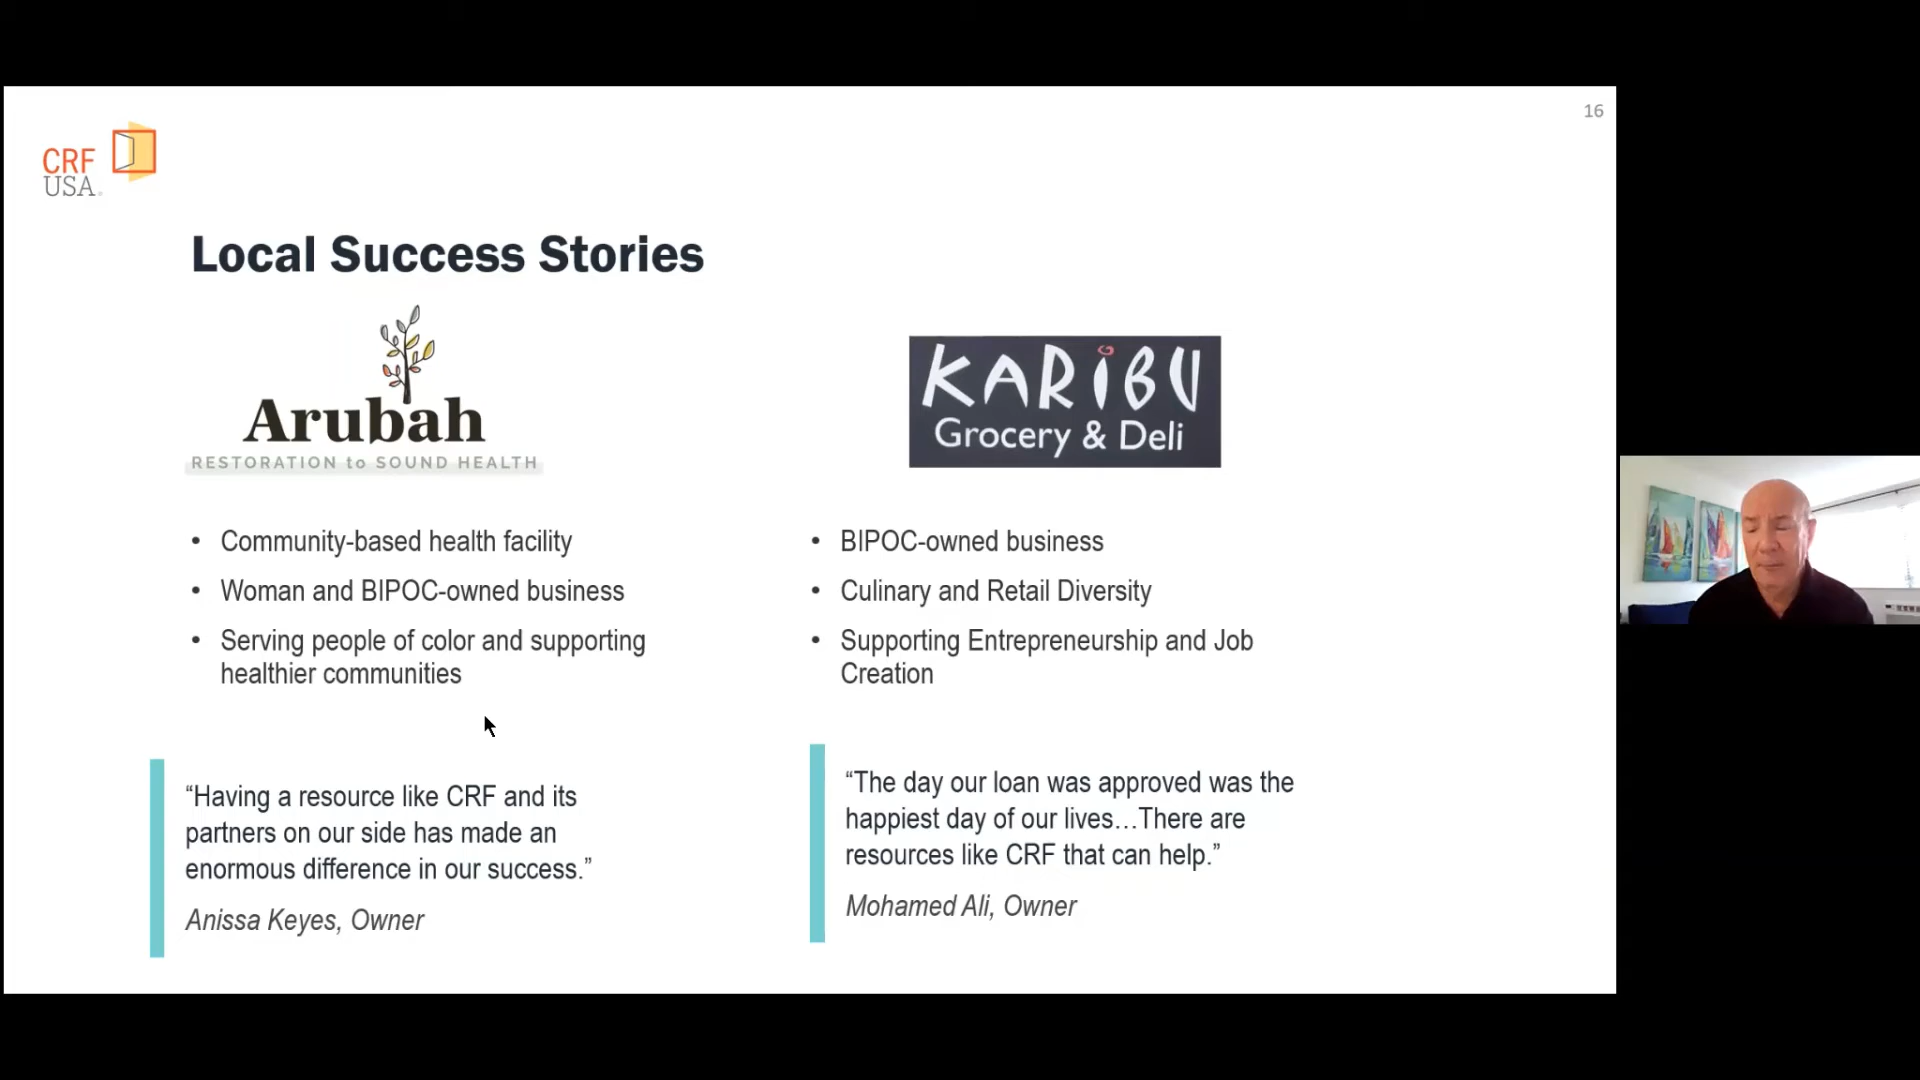 16
CRF
USA
Local Success Stories
Arubah
RESTORATION to SOUND HEALTH
• Community-based health facility
• Woman and BIPOC-owned business
• Serving people of color and supporting
healthier communities
“Having a resource like CRF and its
partners on our side has made an
enormous difference in our success.”
Anissa Keyes, Owner
KARiBU
Grocery & Deli
• BIPOC-owned business
• Culinary and Retail Diversity
• Supporting Entrepreneurship and Job
Creation
“The day our loan was approved was the
happiest day of our lives…There are
resources like CRF that can help.”
Mohamed Ali, Owner